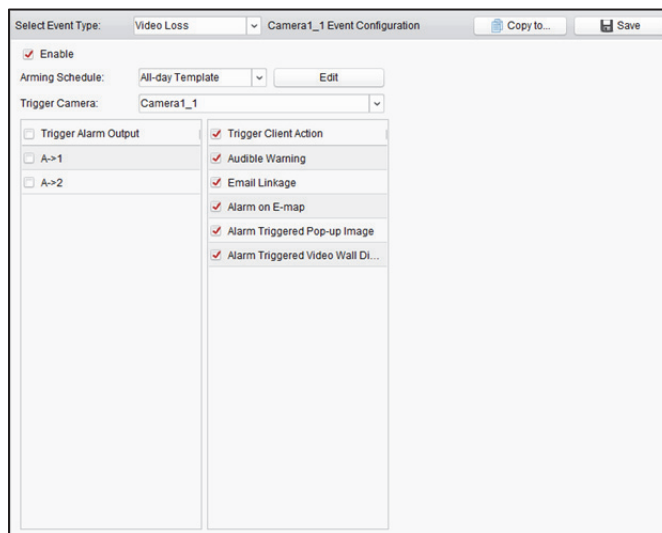 Select Event Type: Video Loss Camera1_1 Event Configuration Copy to... Save
Enable
Arming Schedule: All-day Template Edit
Trigger Camera: Camera1_1
Trigger Alarm Output Trigger Client Action
A->1 Audible Warning
A->2 Email Linkage
Alarm on E-map
Alarm Triggered Pop-up Image
Alarm Triggered Video Wall Di...